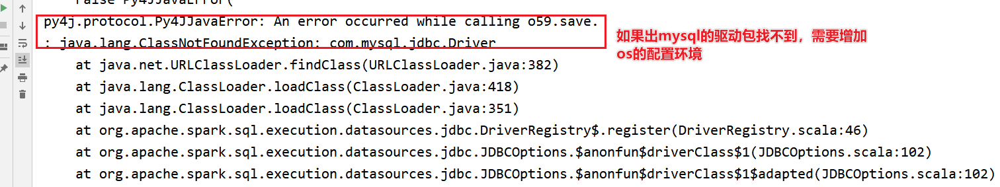 False Py4JJavaError(
py4j.protocol.Py4JJavaError: An error occurred while calling o59.save.
: java.lang.ClassNotFoundException: com.mysql.jdbc.Driver
如果出mysql的驱动包找不到，需要增加
os的配置环境
at java.net.URLClassLoader.findClass(URLClassLoader.java:382)
at java.lang.ClassLoader.loadClass(ClassLoader.java:418)
at java.lang.ClassLoader.loadClass(ClassLoader.java:351)
at org.apache.spark.sql.execution.datasources.jdbc.DriverRegistry$.register(DriverRegistry.scala:46)
at org.apache.spark.sql.execution.datasources.jdbc.JDBCOptions.$anonfun$driverClass$1(JDBCOptions.scala:102)
at org.apache.spark.sql.execution.datasources.jdbc.JDBCOptions.$anonfun$driverClass$1$adapted(JDBCOptions.scala:102)